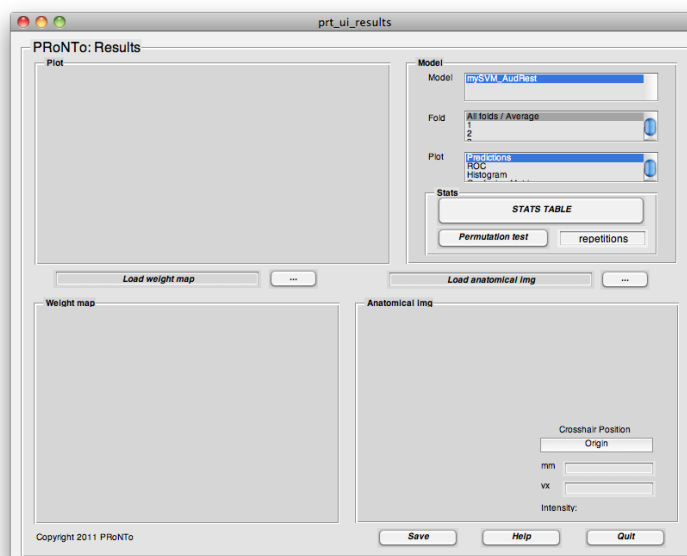 prt_ui_results
PRoNTo: Results
Plot
Model
Model
mySVM_AudRest
Fold
All folds / Average
1
2
Plot
Predictions
ROC
Histogram
Stats
STATS TABLE
Permutation test
repetitions
Load weight map
...
Load anatomical img
...
Weight map
Anatomical img
Crosshair Position
Origin
mm
vx
Intensity:
Copyright 2011 PRoNTo
Save
Help
Quit